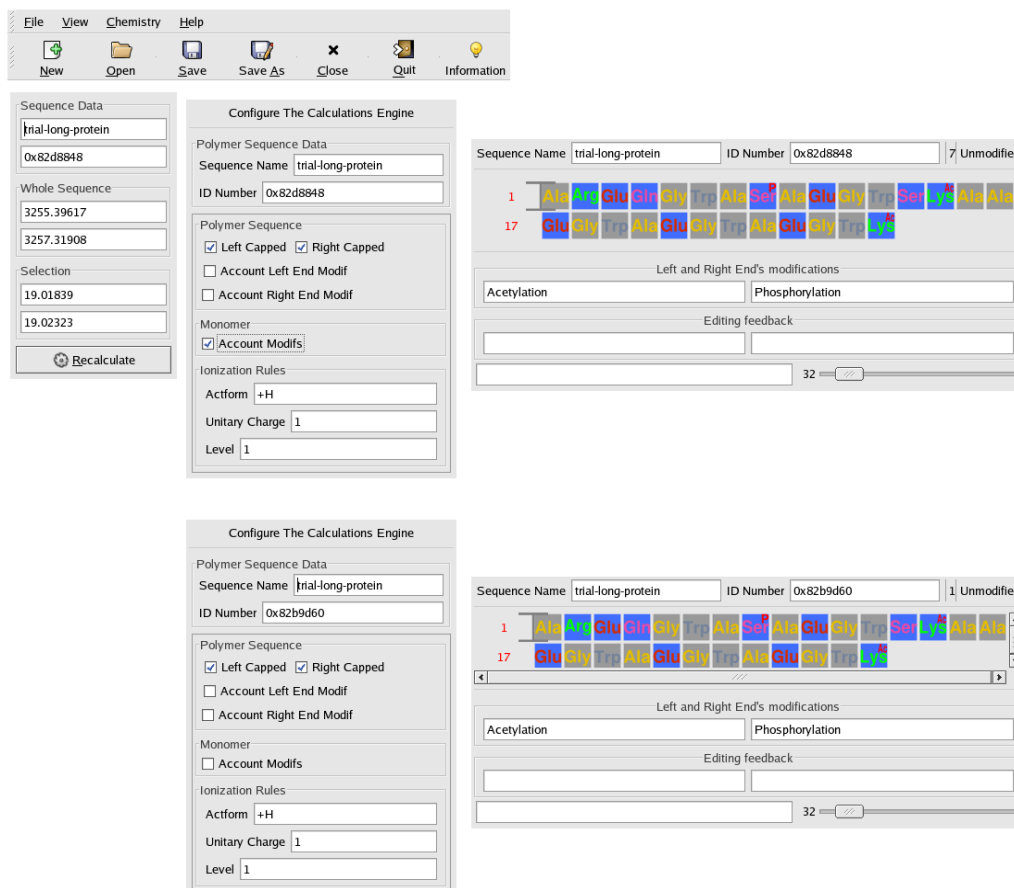 File View Chemistry Help
New Open Save Save As Close Quit Information
Sequence Data
trial-long-protein
0x82d8848
Whole Sequence
3255.39617
3257.31908
Selection
19.01839
19.02323
Recalculate
Configure The Calculations Engine
Polymer Sequence Data
Sequence Name trial-long-protein
ID Number 0x82d8848
Polymer Sequence
Left Capped Right Capped
Account Left End Modif
Account Right End Modif
Monomer
Account Modifs
Ionization Rules
Actform +H
Unitary Charge 1
Level 1
Sequence Name trial-long-protein ID Number 0x82d8848 7 Unmodifie
1 Ala Arg Glu Gln Gly Trp Ala Ser P Ala Glu Gly Trp Ser Lys Ac Ala Ala
17 Glu Gly Trp Ala Glu Gly Trp Ala Glu Gly Trp Lys Ac
Left and Right End's modifications
Acetylation Phosphorylation
Editing feedback
32
Configure The Calculations Engine
Polymer Sequence Data
Sequence Name trial-long-protein
ID Number 0x82b9d60
Polymer Sequence
Left Capped Right Capped
Account Left End Modif
Account Right End Modif
Monomer
Account Modifs
Ionization Rules
Actform +H
Unitary Charge 1
Level 1
Sequence Name trial-long-protein ID Number 0x82b9d60 1 Unmodifie
1 Ala Arg Glu Gln Gly Trp Ala Ser P Ala Glu Gly Trp Ser Lys Ac Ala Ala
17 Glu Gly Trp Ala Glu Gly Trp Ala Glu Gly Trp Lys Ac
Left and Right End's modifications
Acetylation Phosphorylation
Editing feedback
32